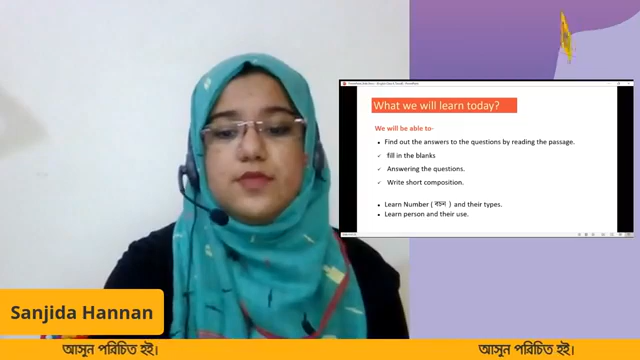 What we will learn today?
We will be able to-
Find out the answers to the questions by reading the passage.
fill in the blanks
Answering the questions.
Write short composition.
Learn Number ( বচন ) and their types.
Learn person and their use.
Sanjida Hannan
আসুন পরিচিত হই।
আসুন পরিচিত হই।